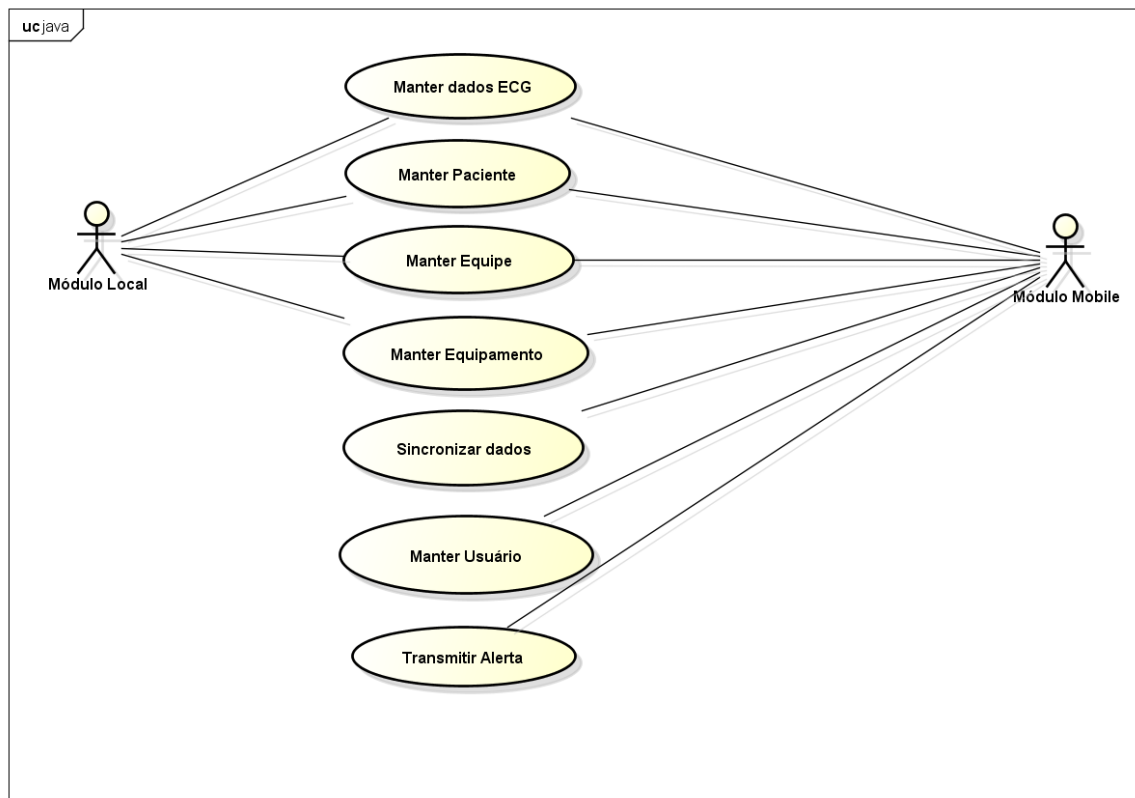 uc java
Manter dados ECG
Manter Paciente
Manter Equipe
Módulo Local
Módulo Mobile
Manter Equipamento
Sincronizar dados
Manter Usuário
Transmitir Alerta